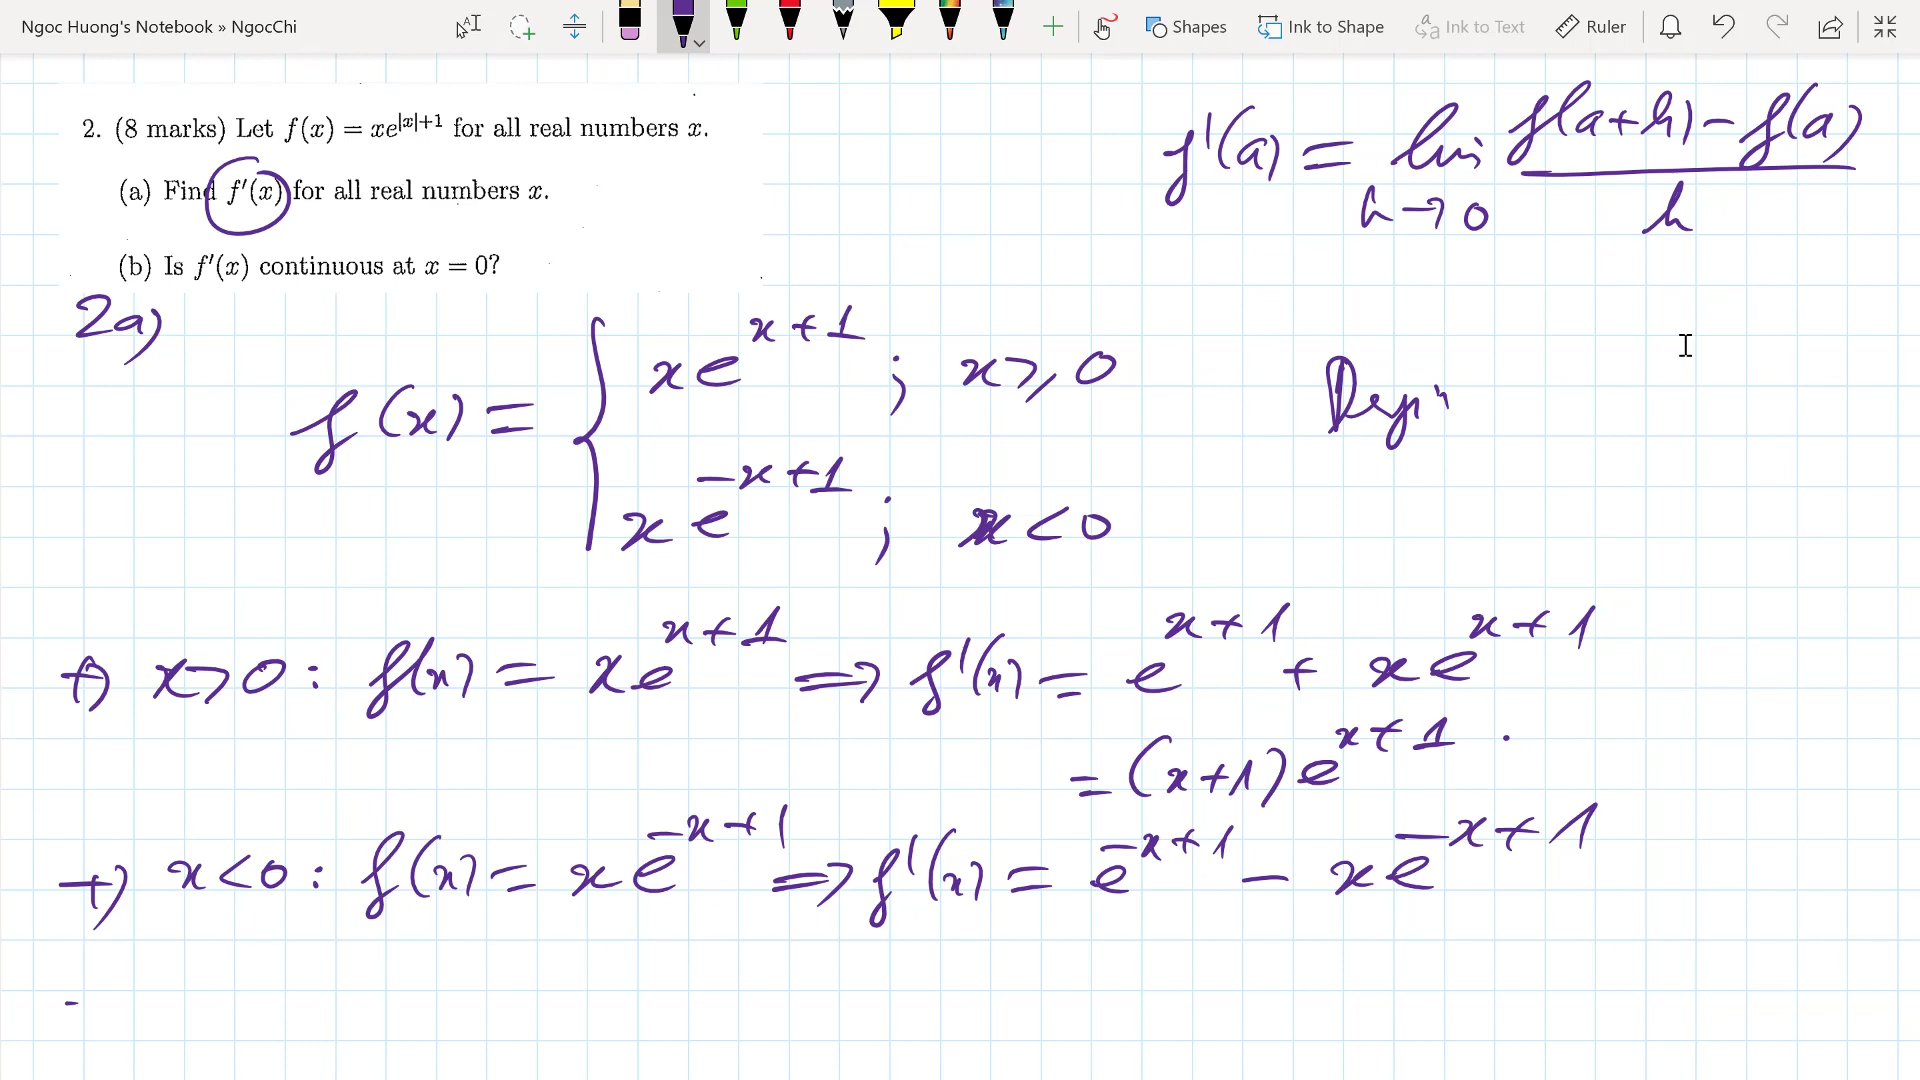 Ngoc Huong's Notebook » NgocChi
Shapes
Ink to Shape
Ink to Text
Ruler
2. (8 marks) Let f(x) = xe^{|x|+1} for all real numbers x.
(a) Find f'(x) for all real numbers x.
(b) Is f'(x) continuous at x = 0?
f'(a) = lim_{h→0} (f(a+h) - f(a)) / h
2a)
f(x) = { xe^{x+1} ; x ⩾ 0
x e^{-x+1} ; x < 0
+) x > 0 : f(x) = xe^{x+1} ⟹ f'(x) = e^{x+1} + xe^{x+1}
= (x+1)e^{x+1} .
+) x < 0 : f(x) = xe^{-x+1} ⟹ f'(x) = e^{-x+1} - xe^{-x+1}
-